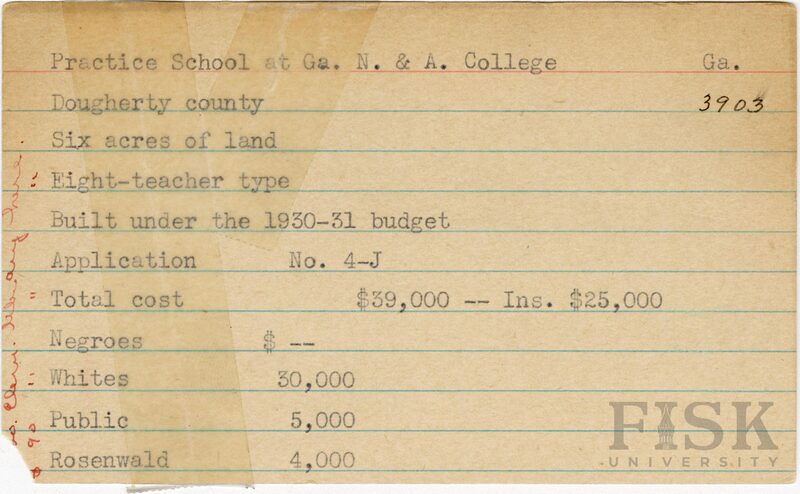 Practice School at Ga. N. & A. College Ga.
Dougherty county 3903
Six acres of land
Eight-teacher type
Built under the 1930-31 budget
Application No. 4-J
Total cost $39,000 -- Ins. $25,000
Negroes $ --
Whites 30,000
Public 5,000
Rosenwald 4,000
FISK
UNIVERSITY